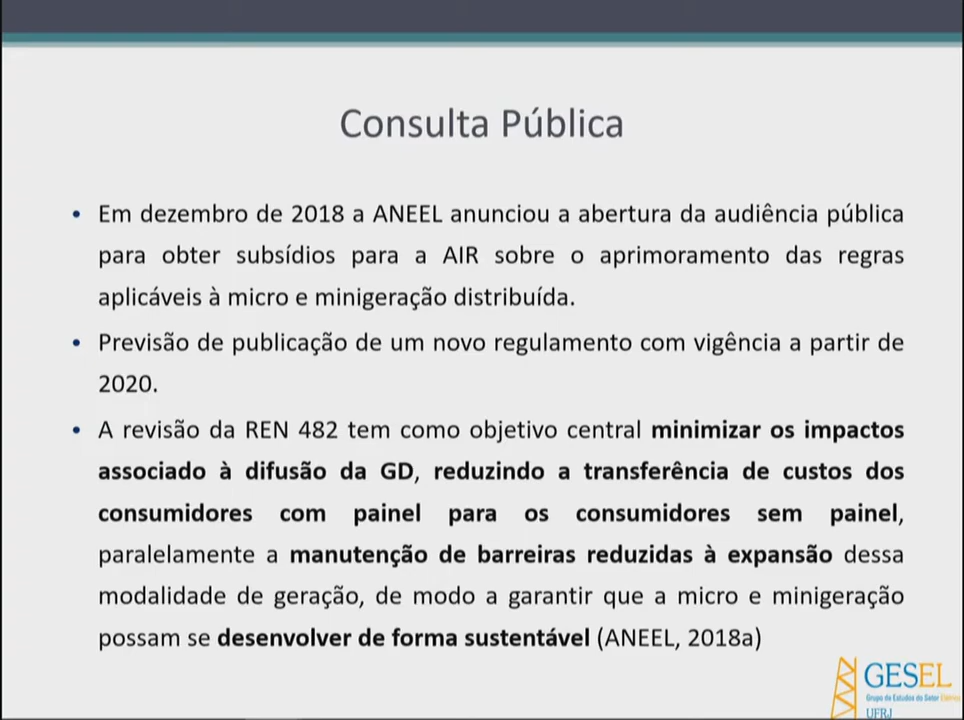 Consulta Pública
• Em dezembro de 2018 a ANEEL anunciou a abertura da audiência pública
para obter subsídios para a AIR sobre o aprimoramento das regras
aplicáveis à micro e minigeração distribuída.
• Previsão de publicação de um novo regulamento com vigência a partir de
2020.
• A revisão da REN 482 tem como objetivo central minimizar os impactos
associado à difusão da GD, reduzindo a transferência de custos dos
consumidores com painel para os consumidores sem painel,
paralelamente a manutenção de barreiras reduzidas à expansão dessa
modalidade de geração, de modo a garantir que a micro e minigeração
possam se desenvolver de forma sustentável (ANEEL, 2018a)
GESEL
Grupo de Estudos do Setor Elétrico
UFRJ